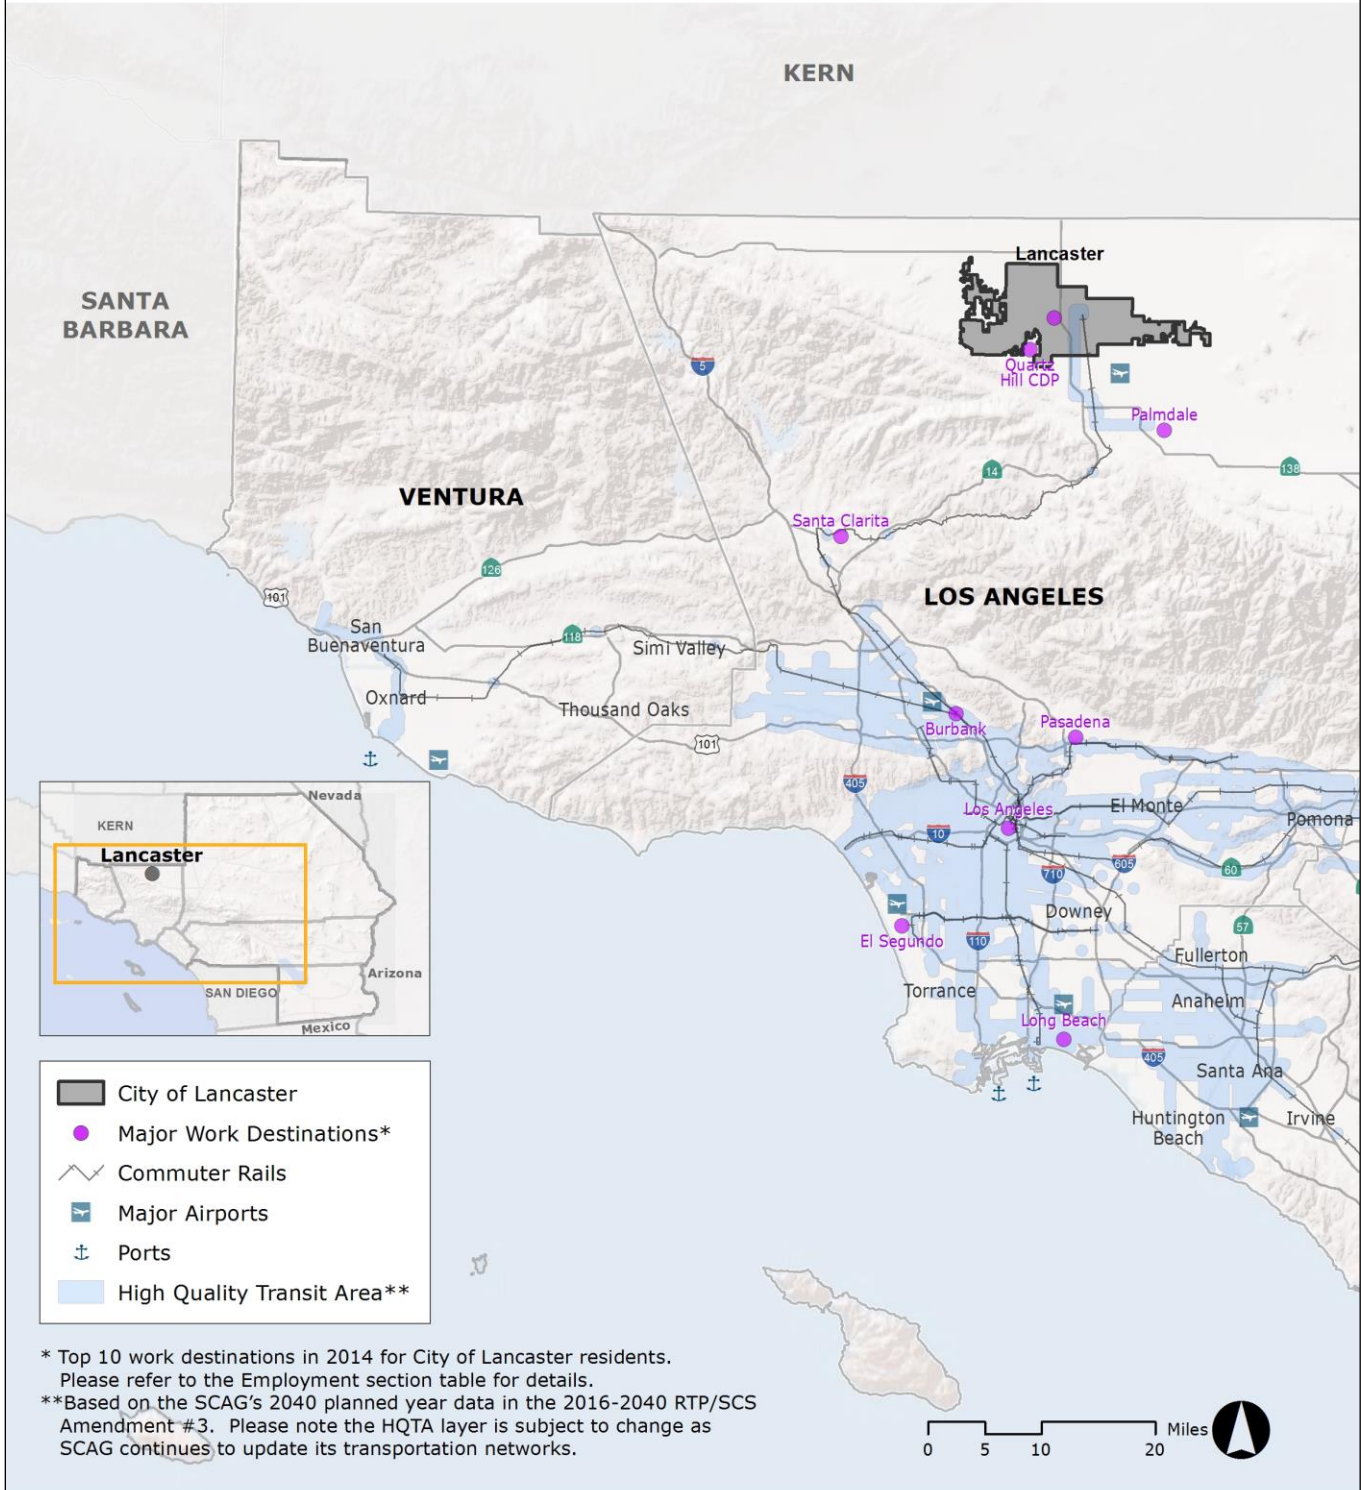 KERN
Lancaster
SANTA
BARBARA
5
Quartz
Hill CDP
Palmdale
14
138
VENTURA
Santa Clarita
126
LOS ANGELES
101
San
Buenaventura
118
Simi Valley
Oxnard
Thousand Oaks
101
Burbank
Pasadena
405
Los Angeles
El Monte
Pomona
10
605
710
60
Downey
57
El Segundo
110
Fullerton
Torrance
Anaheim
Long Beach
405
Santa Ana
Huntington
Beach
Irvine
Nevada
KERN
Lancaster
Arizona
SAN DIEGO
Mexico
City of Lancaster
Major Work Destinations*
Commuter Rails
Major Airports
Ports
High Quality Transit Area**
* Top 10 work destinations in 2014 for City of Lancaster residents.
Please refer to the Employment section table for details.
**Based on the SCAG's 2040 planned year data in the 2016-2040 RTP/SCS
Amendment #3. Please note the HQTA layer is subject to change as
SCAG continues to update its transportation networks.
0 5 10 20 Miles